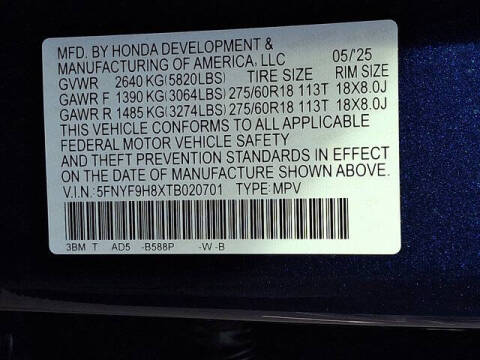 MFD. BY HONDA DEVELOPMENT &
MANUFACTURING OF AMERICA, LLC 05/'25
GVWR 2640 KG(5820LBS) TIRE SIZE RIM SIZE
GAWR F 1390 KG(3064LBS) 275/60R18 113T 18X8.0J
GAWR R 1485 KG(3274LBS) 275/60R18 113T 18X8.0J
THIS VEHICLE CONFORMS TO ALL APPLICABLE
FEDERAL MOTOR VEHICLE SAFETY
AND THEFT PREVENTION STANDARDS IN EFFECT
ON THE DATE OF MANUFACTURE SHOWN ABOVE.
V.I.N.:5FNYF9H8XTB020701 TYPE:MPV
3BM T AD5 -B588P -W -B